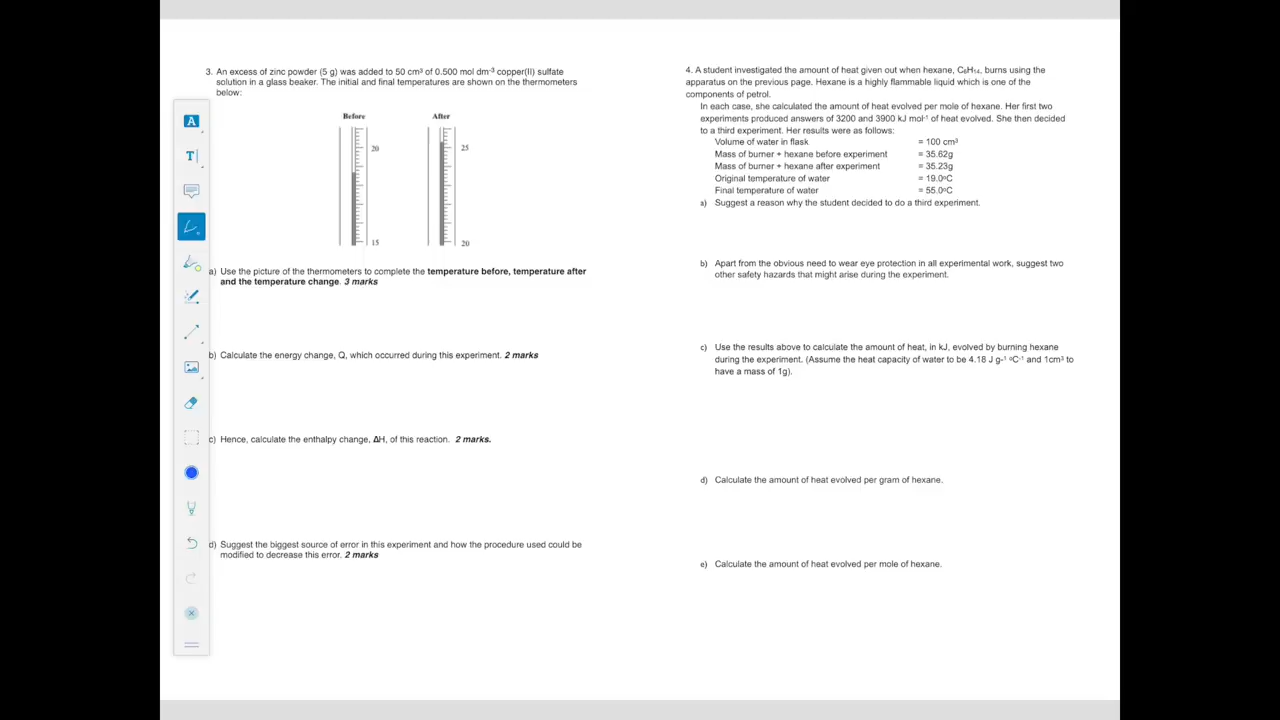 3. An excess of zinc powder (5 g) was added to 50 cm³ of 0.500 mol dm⁻³ copper(II) sulfate
solution in a glass beaker. The initial and final temperatures are shown on the thermometers
below:
Before After
20 25
15 20
a) Use the picture of the thermometers to complete the temperature before, temperature after
and the temperature change. 3 marks
b) Calculate the energy change, Q, which occurred during this experiment. 2 marks
c) Hence, calculate the enthalpy change, ΔH, of this reaction. 2 marks.
d) Suggest the biggest source of error in this experiment and how the procedure used could be
modified to decrease this error. 2 marks
4. A student investigated the amount of heat given out when hexane, C₆H₁₄, burns using the
apparatus on the previous page. Hexane is a highly flammable liquid which is one of the
components of petrol.
In each case, she calculated the amount of heat evolved per mole of hexane. Her first two
experiments produced answers of 3200 and 3900 kJ mol⁻¹ of heat evolved. She then decided
to a third experiment. Her results were as follows:
Volume of water in flask = 100 cm³
Mass of burner + hexane before experiment = 35.62g
Mass of burner + hexane after experiment = 35.23g
Original temperature of water = 19.0ºC
Final temperature of water = 55.0ºC
a) Suggest a reason why the student decided to do a third experiment.
b) Apart from the obvious need to wear eye protection in all experimental work, suggest two
other safety hazards that might arise during the experiment.
c) Use the results above to calculate the amount of heat, in kJ, evolved by burning hexane
during the experiment. (Assume the heat capacity of water to be 4.18 J g-¹ ºC⁻¹ and 1cm³ to
have a mass of 1g).
d) Calculate the amount of heat evolved per gram of hexane.
e) Calculate the amount of heat evolved per mole of hexane.
A
T